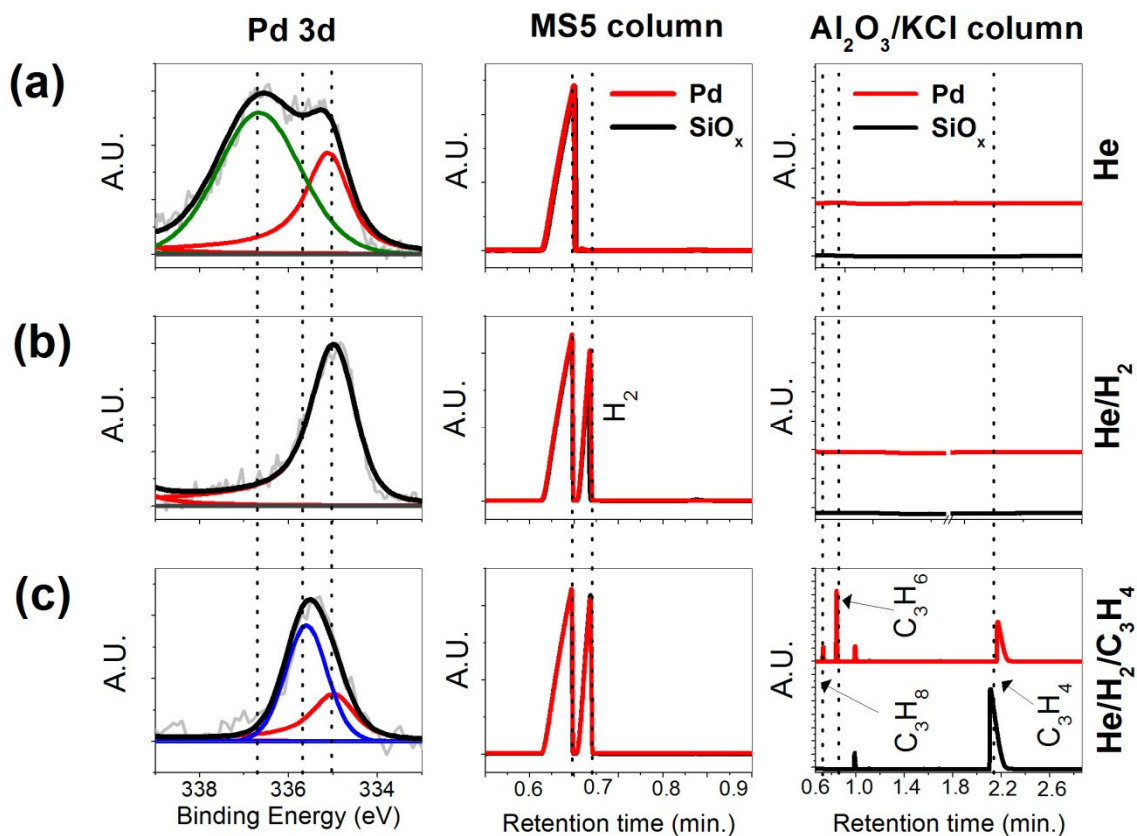 Pd 3d
MS5 column
Al₂O₃/KCl column
(a)
A.U.
A.U.
Pd
SiOₓ
A.U.
Pd
SiOₓ
He
(b)
A.U.
A.U.
H₂
A.U.
He/H₂
(c)
A.U.
A.U.
C₃H₆
C₃H₈
C₃H₄
He/H₂/C₃H₄
338 336 334
0.6 0.7 0.8 0.9
0.6 1.0 1.4 1.8 2.2 2.6
Binding Energy (eV)
Retention time (min.)
Retention time (min.)